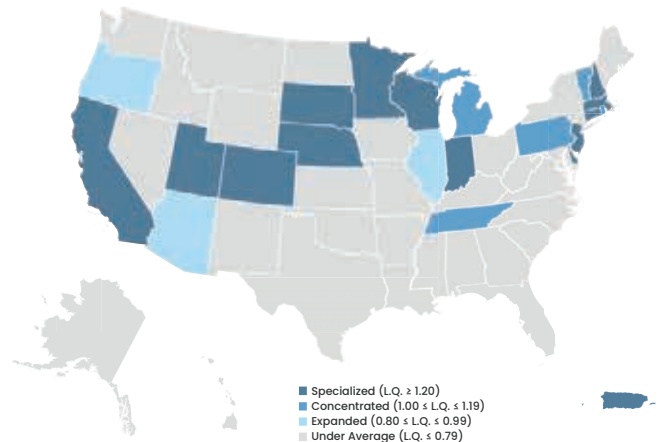 Specialized (L.Q. ≥ 1.20)
Concentrated (1.00 ≤ L.Q. ≤ 1.19)
Expanded (0.80 ≤ L.Q. ≤ 0.99)
Under Average (L.Q. ≤ 0.79)